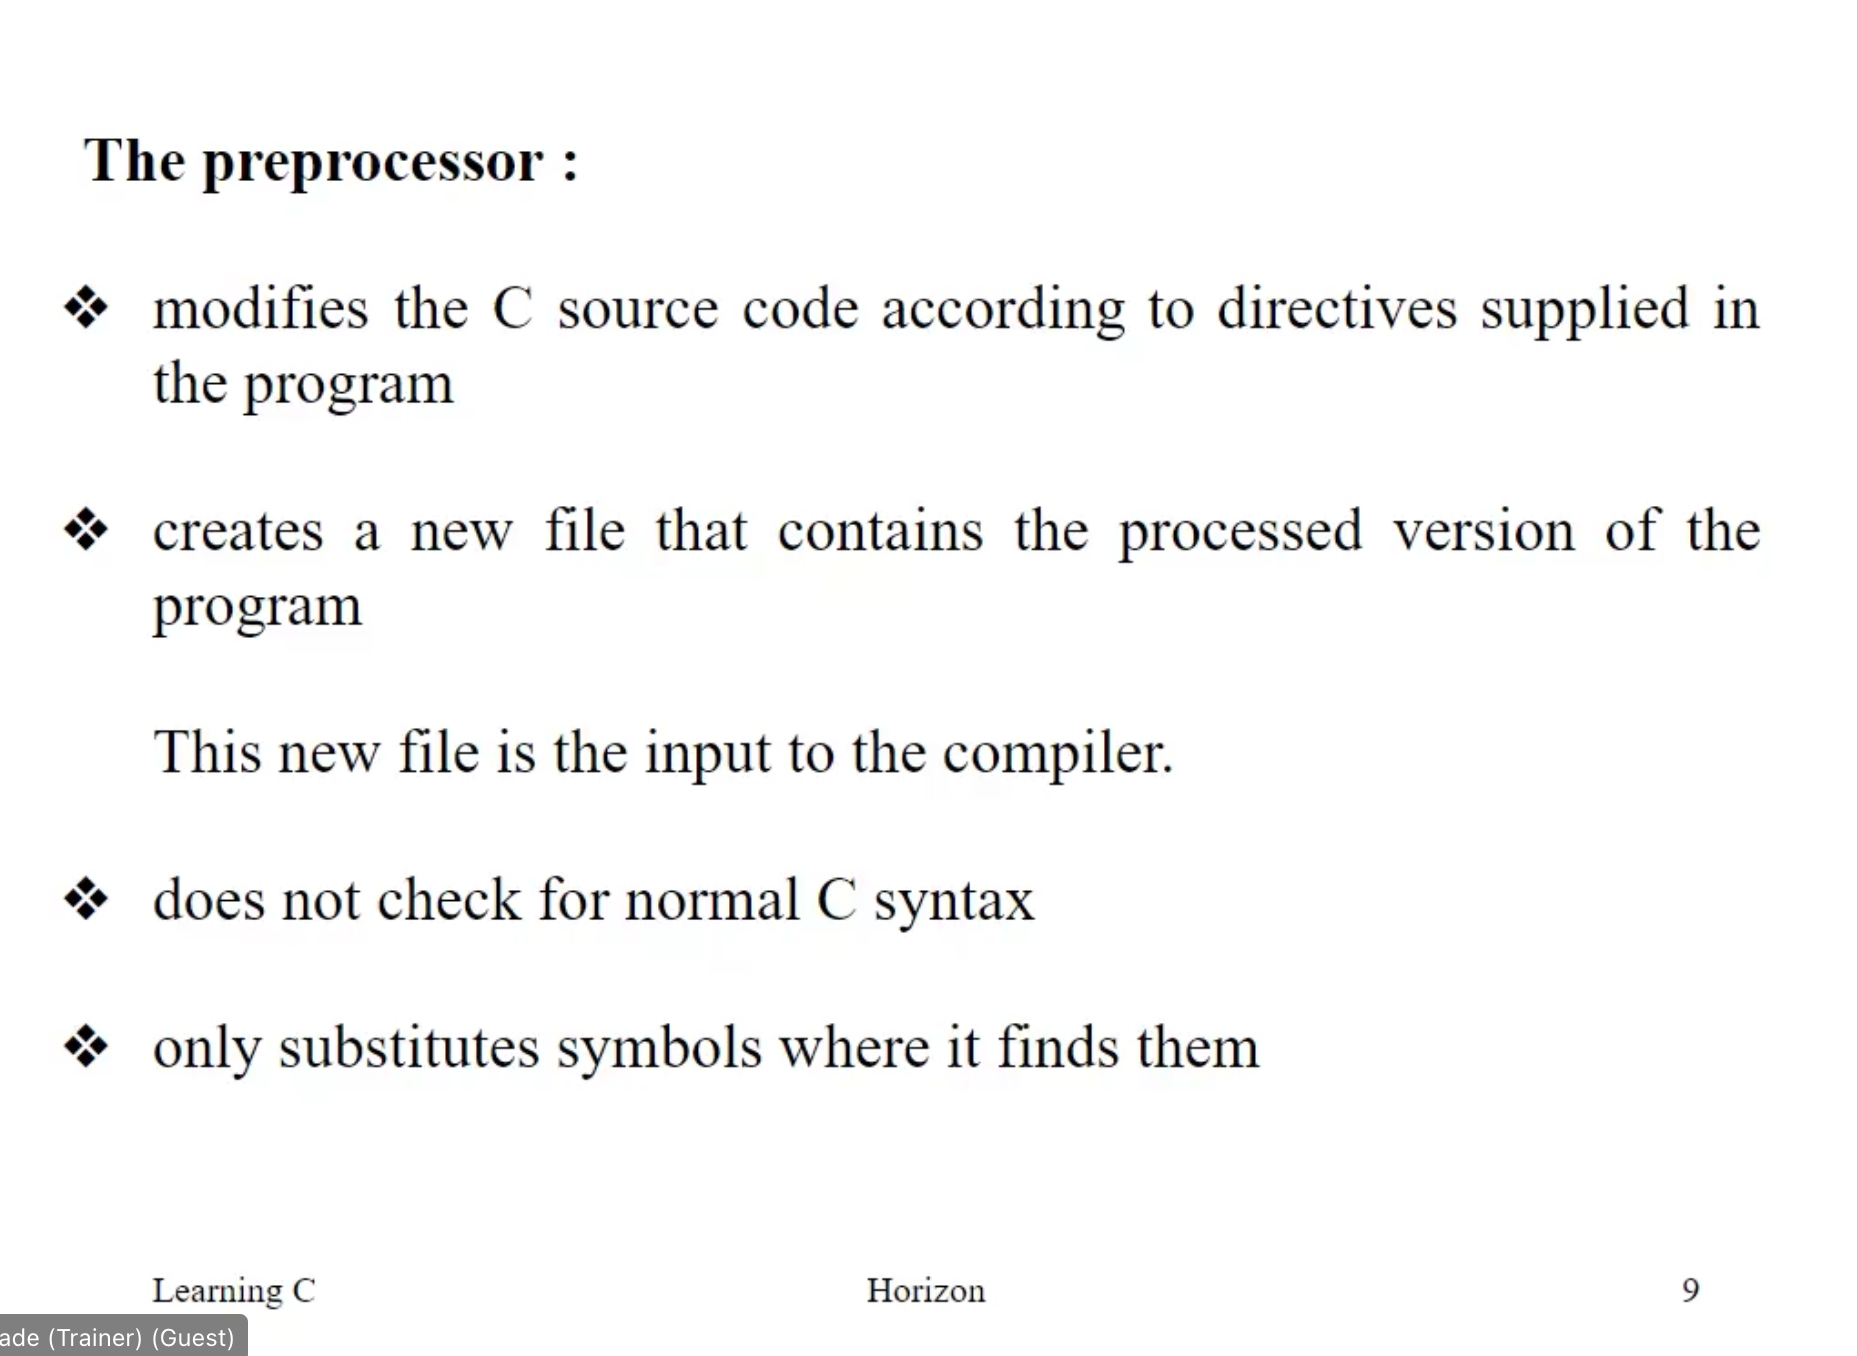 The preprocessor :
❖ modifies the C source code according to directives supplied in
the program
❖ creates a new file that contains the processed version of the
program
This new file is the input to the compiler.
❖ does not check for normal C syntax
❖ only substitutes symbols where it finds them
Learning C
Horizon
9
(Trainer) (Guest)